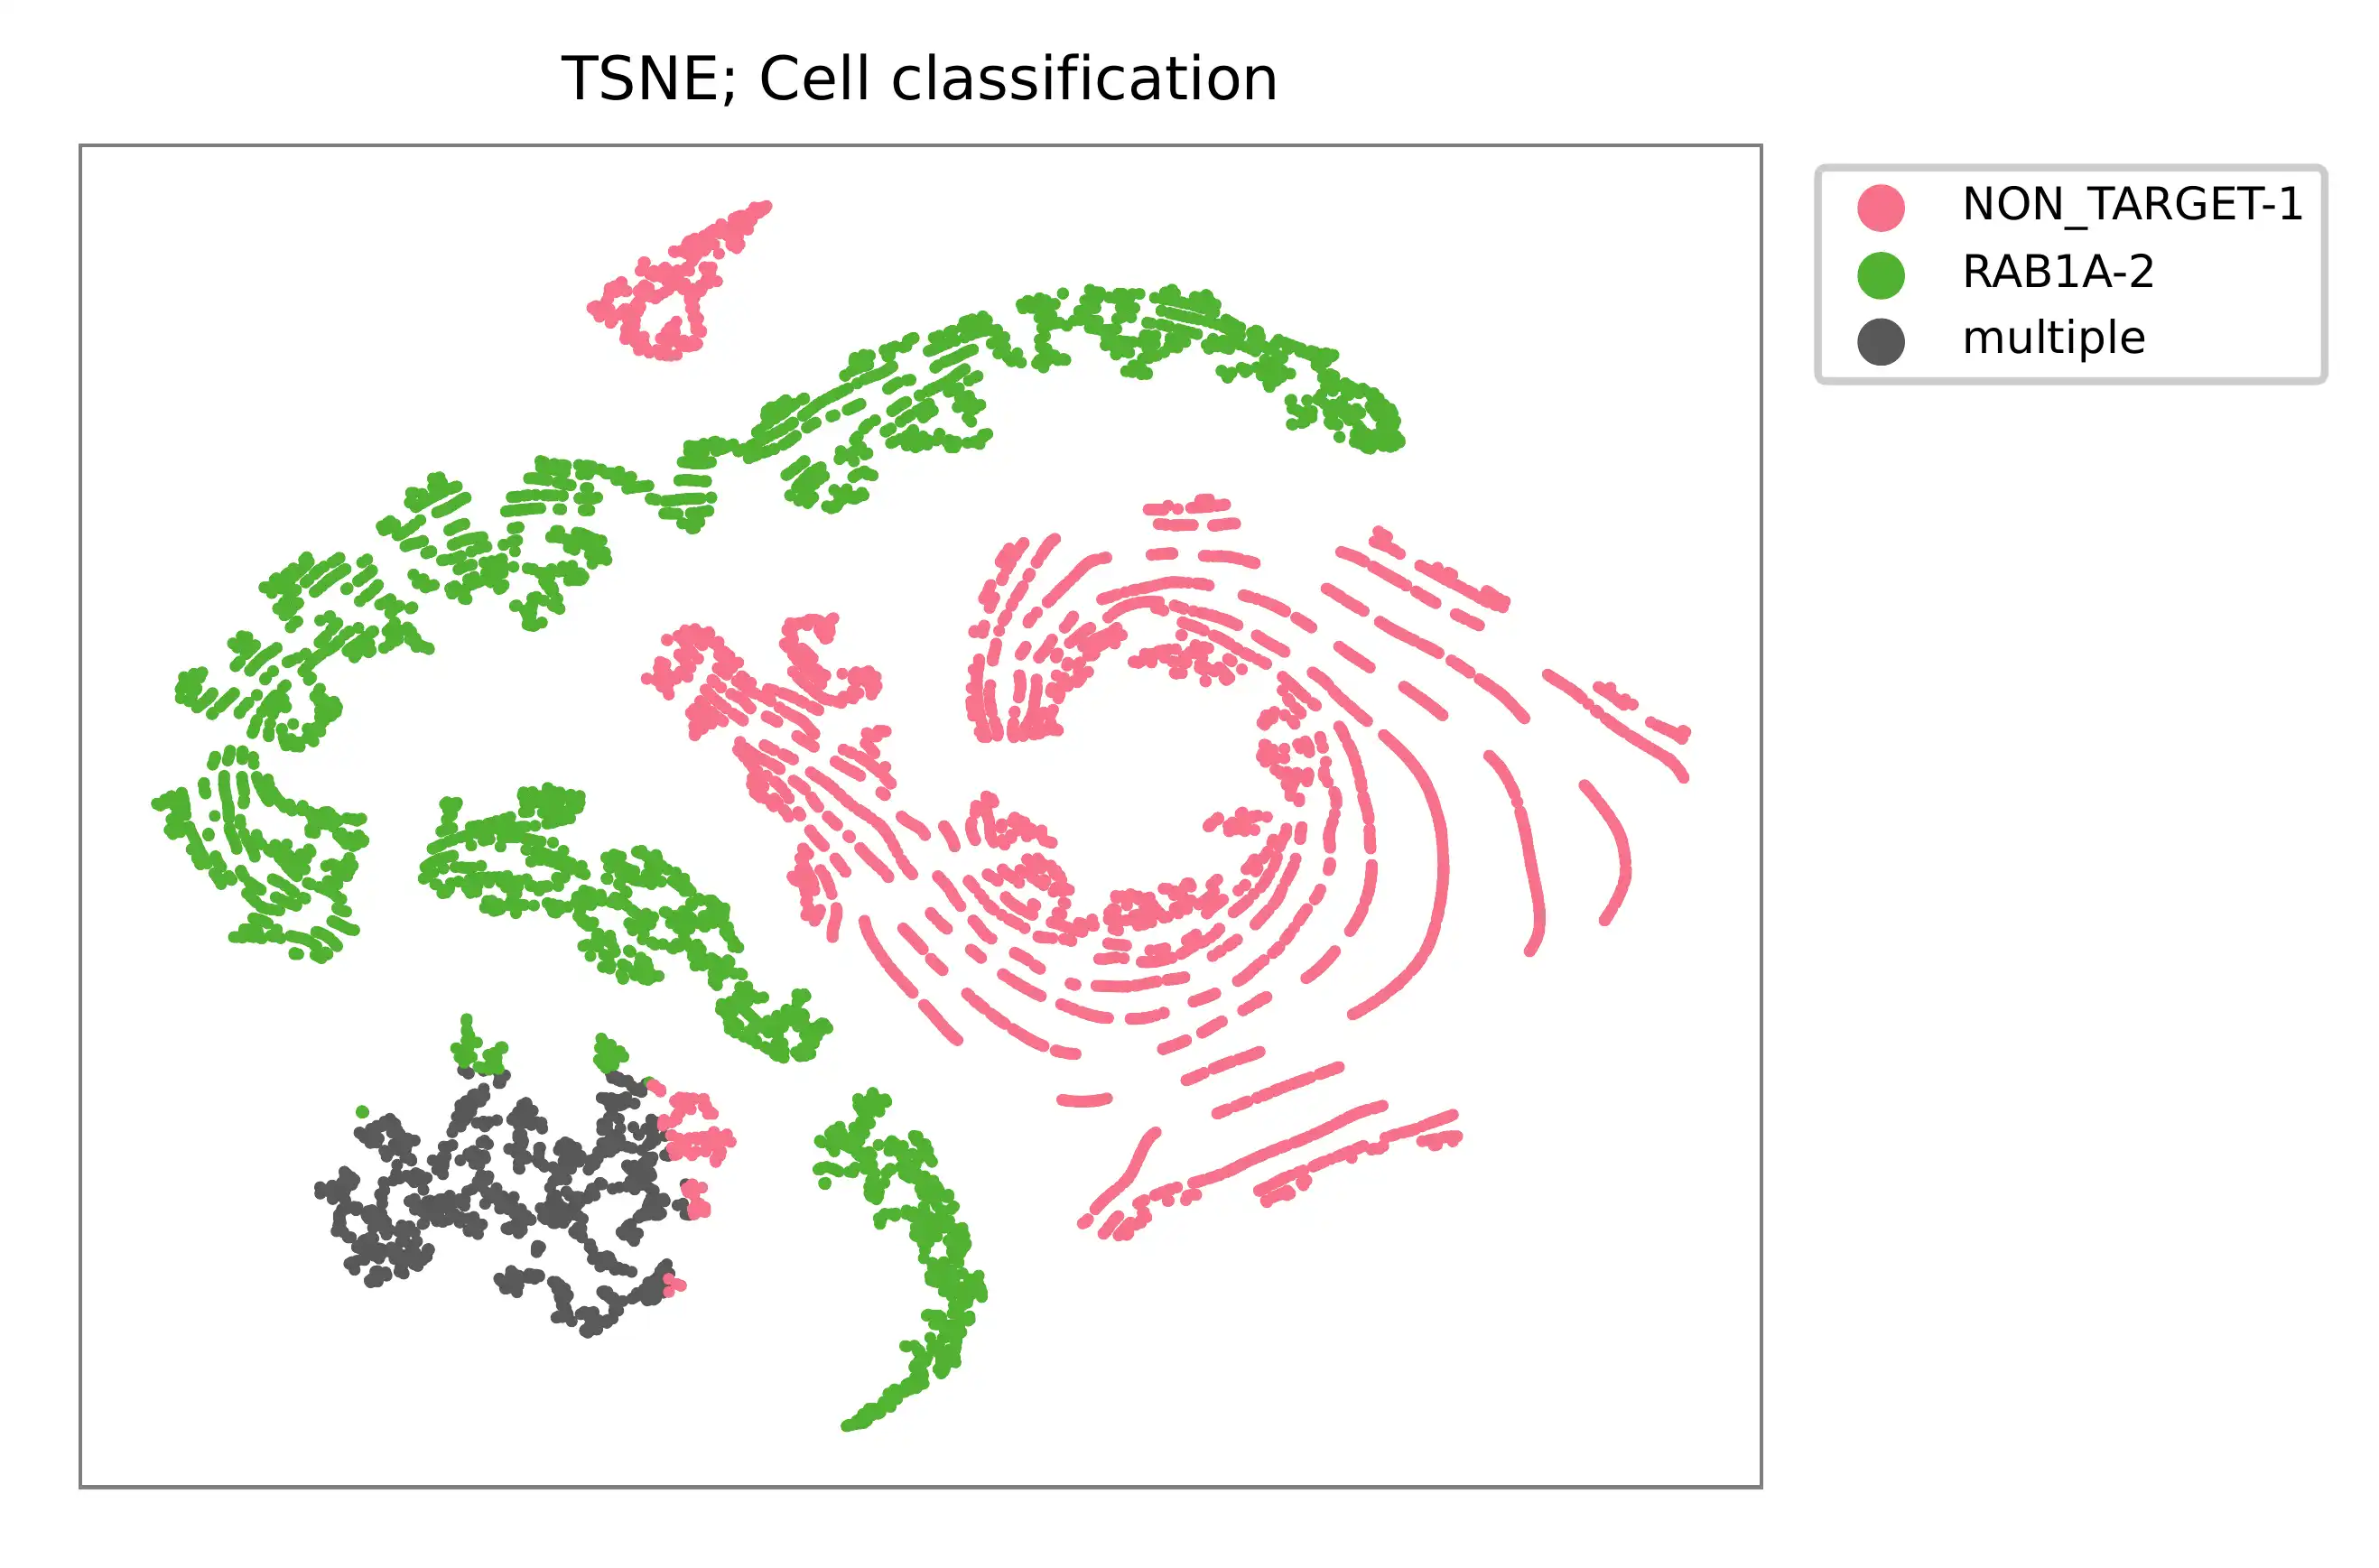 TSNE; Cell classification
NON_TARGET-1
RAB1A-2
multiple